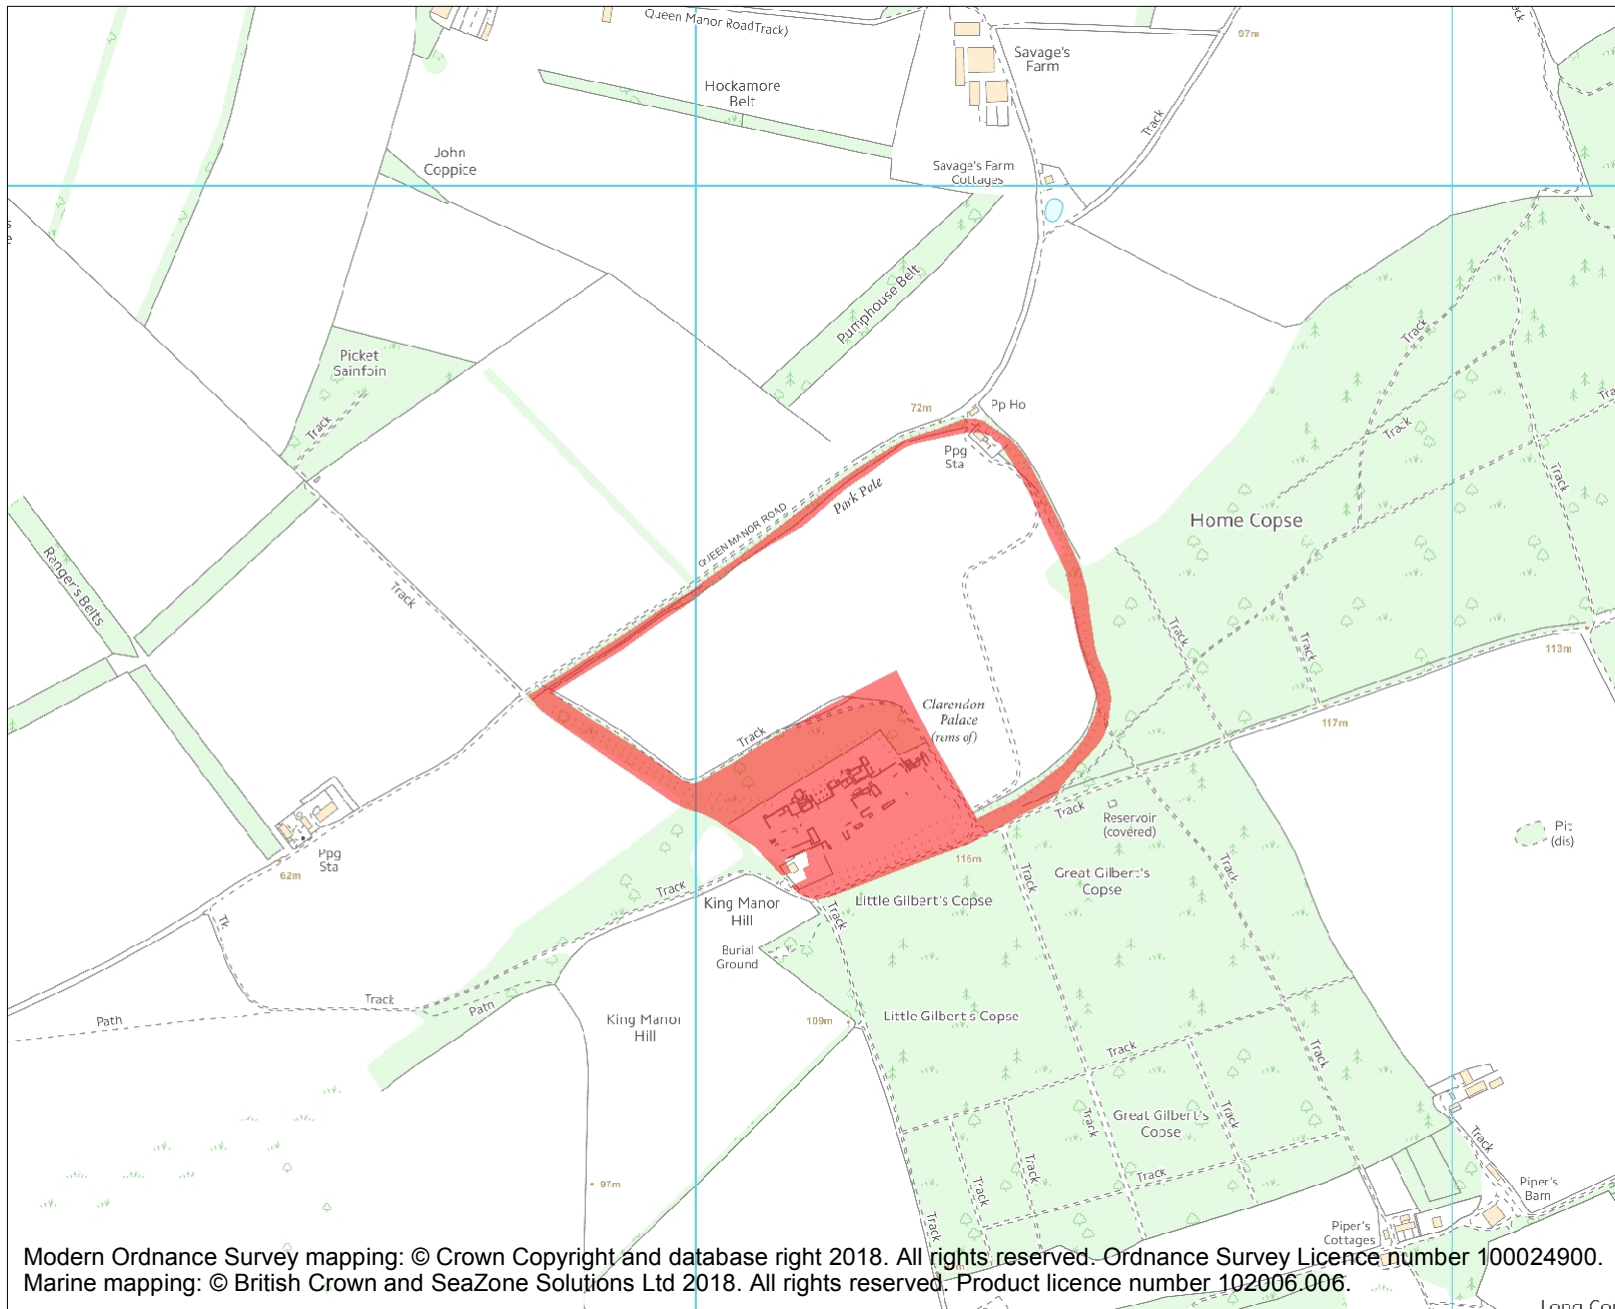 Queen Manor Road Track)
97m
Savage's
Farm
Hockamore
Belt
Track
John
Coppice
Savage's Farm
Cottages
Pumphouse Belt
Track
Picket
Sainfoin
Track
72m
Pp Ho
Track
Ppg
Sta
Park Pale
Track
QUEEN MANOR ROAD
Home Copse
Ranger's Belts
Track
Track
Track
113m
Clarendon
Palace
(rems of)
117m
Track
Track
Reservoir
(covered)
Pit
(dis)
Ppg
Sta
62m
116m
Track
Great Gilbert's
Copse
Track
Track
King Manor
Hill
Little Gilbert's Copse
Track
Tk
Burial
Ground
Track
Path
Path
King Manor
Hill
109m
Little Gilbert's Copse
Track
Track
Track
Great Gilbert's
Copse
Track
Track
Track
Track
Track
97m
Piper's
Barn
Track
Track
Piper's
Cottages
Modern Ordnance Survey mapping: © Crown Copyright and database right 2018. All rights reserved. Ordnance Survey Licence number 100024900.
Marine mapping: © British Crown and SeaZone Solutions Ltd 2018. All rights reserved. Product licence number 102006.006.